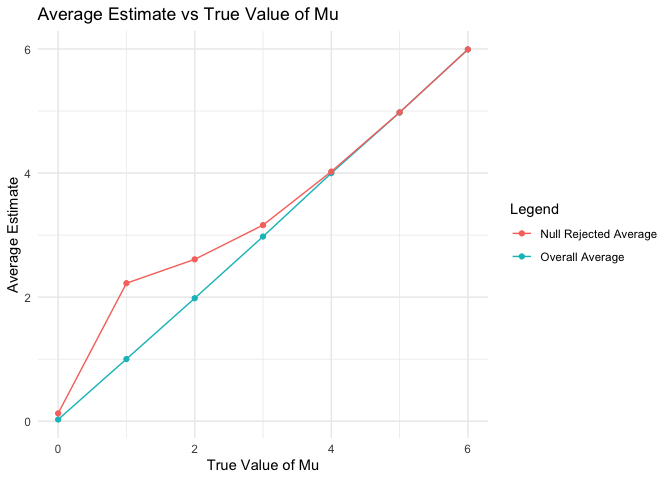 Average Estimate vs True Value of Mu
Average Estimate
6
4
2
0
0
2
4
6
True Value of Mu
Legend
Null Rejected Average
Overall Average